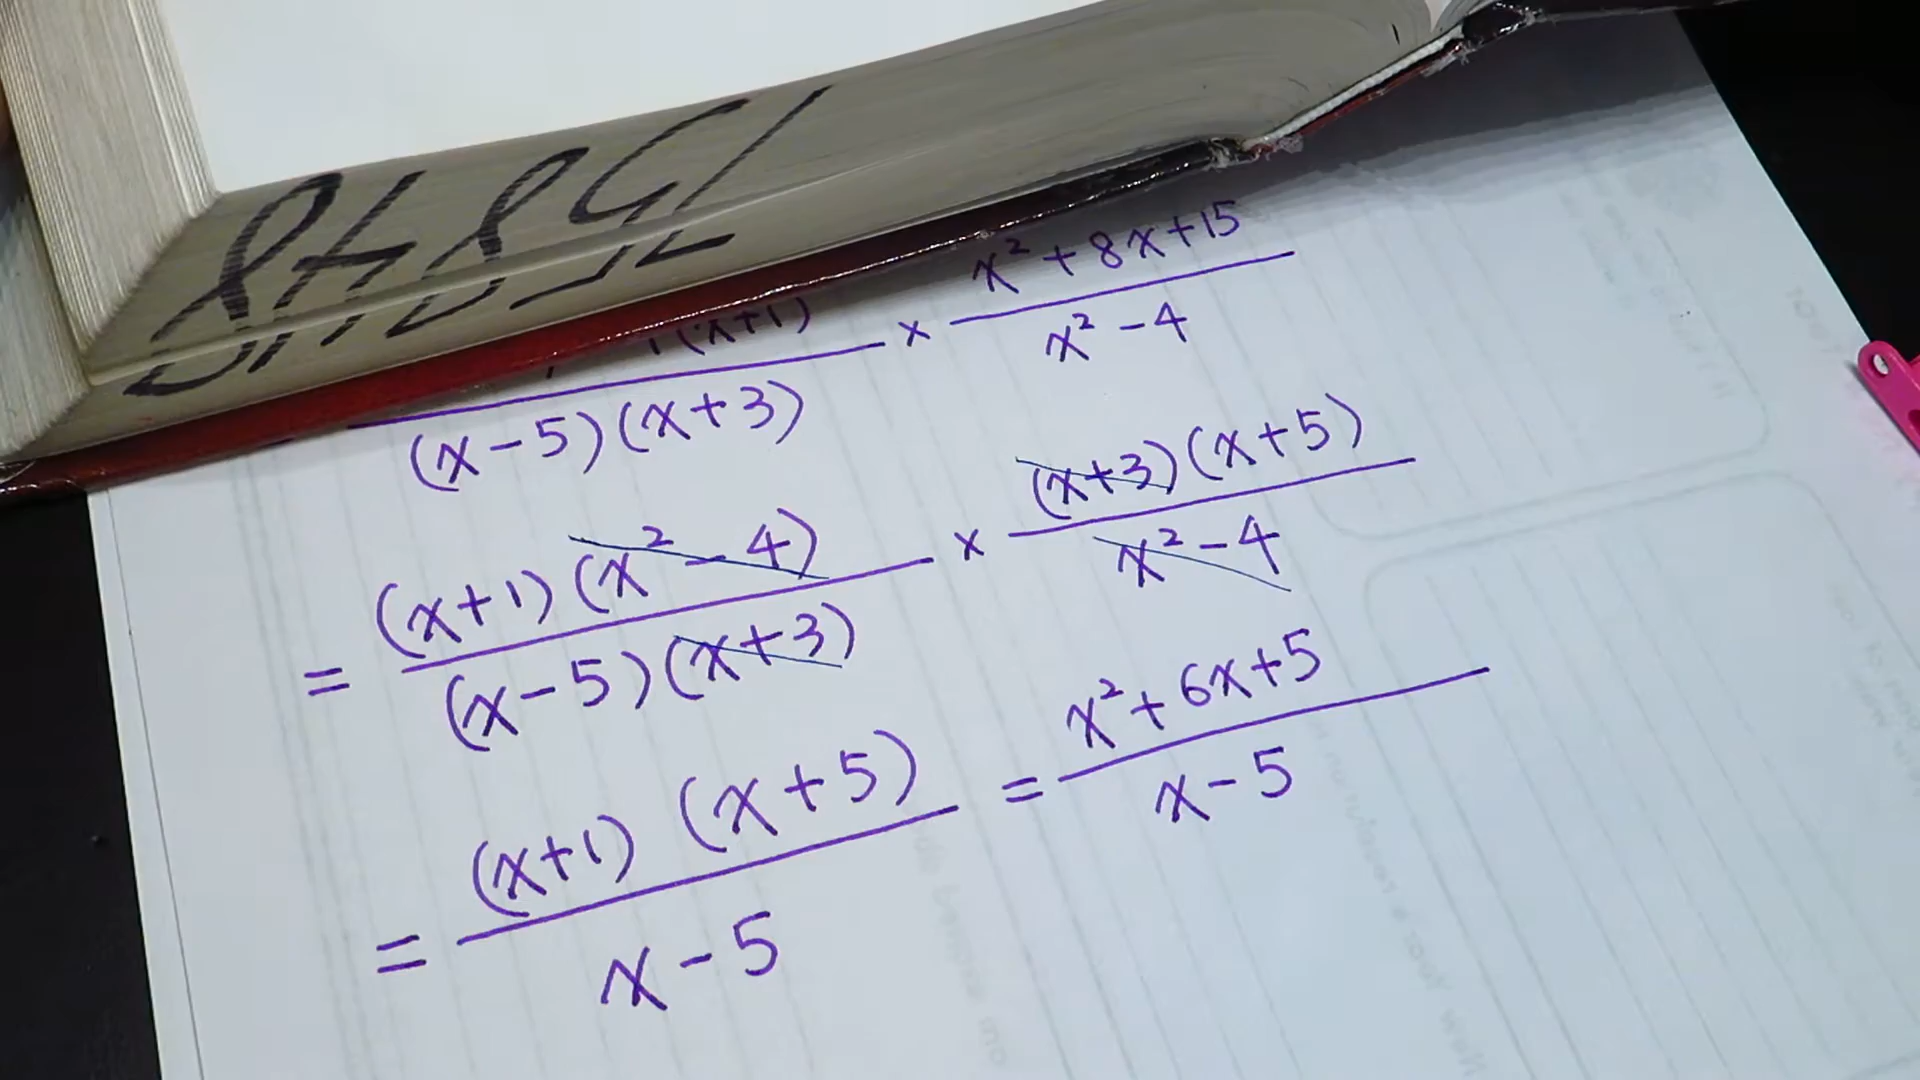 (x+1) × (x² + 8x + 15) / (x² - 4)
(x - 5)(x + 3)
= (x+1)(x² - 4) / (x - 5)(x + 3) × (x+3)(x+5) / (x² - 4)
= (x+1)(x+5) / (x - 5) = (x² + 6x + 5) / (x - 5)